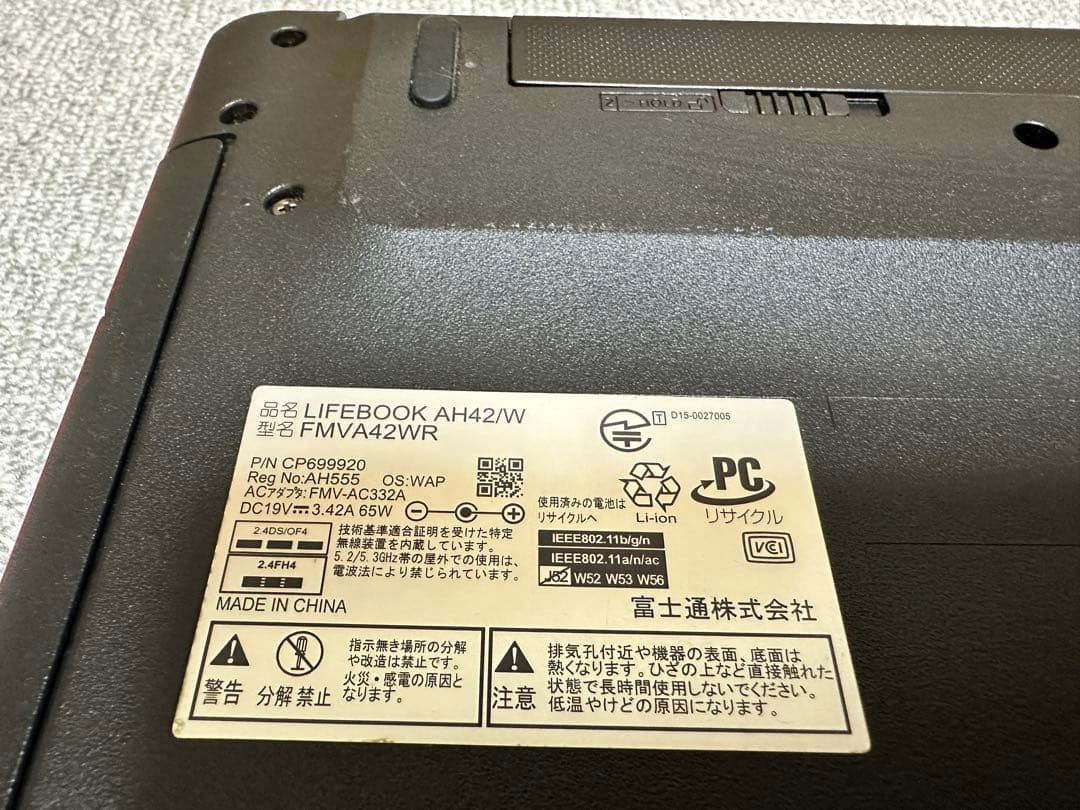 品名 LIFEBOOK AH42/W
型名 FMVA42WR
P/N CP699920
Reg No:AH555 OS:WAP
ACアダプタ:FMV-AC332A
DC19V 3.42A 65W
T D15-0027005
使用済みの電池は
リサイクルへ
Li-ion
PC
リサイクル
2.4DS/OF4
2.4FH4
技術基準適合証明を受けた特定
無線装置を内蔵しています。
5.2/5.3GHz帯の屋外での使用は、
電波法により禁じられています。
IEEE802.11b/g/n
IEEE802.11a/n/ac
J52 W52 W53 W56
VCI
MADE IN CHINA
富士通株式会社
警告
分解禁止
指示無き場所の分解
や改造は禁止です。
火災・感電の原因と
なります。
注意
排気孔付近や機器の表面、底面は
熱くなります。ひざの上など直接触れた
状態で長時間使用しないでください。
低温やけどの原因になります。